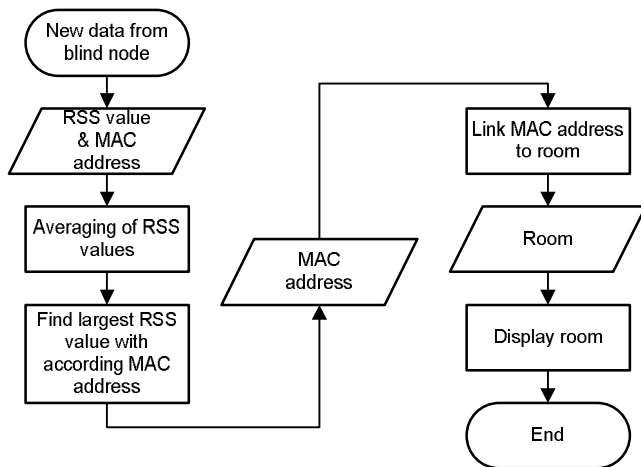 New data from
blind node
RSS value
& MAC
address
Averaging of RSS
values
Find largest RSS
value with
according MAC
address
MAC
address
Link MAC address
to room
Room
Display room
End